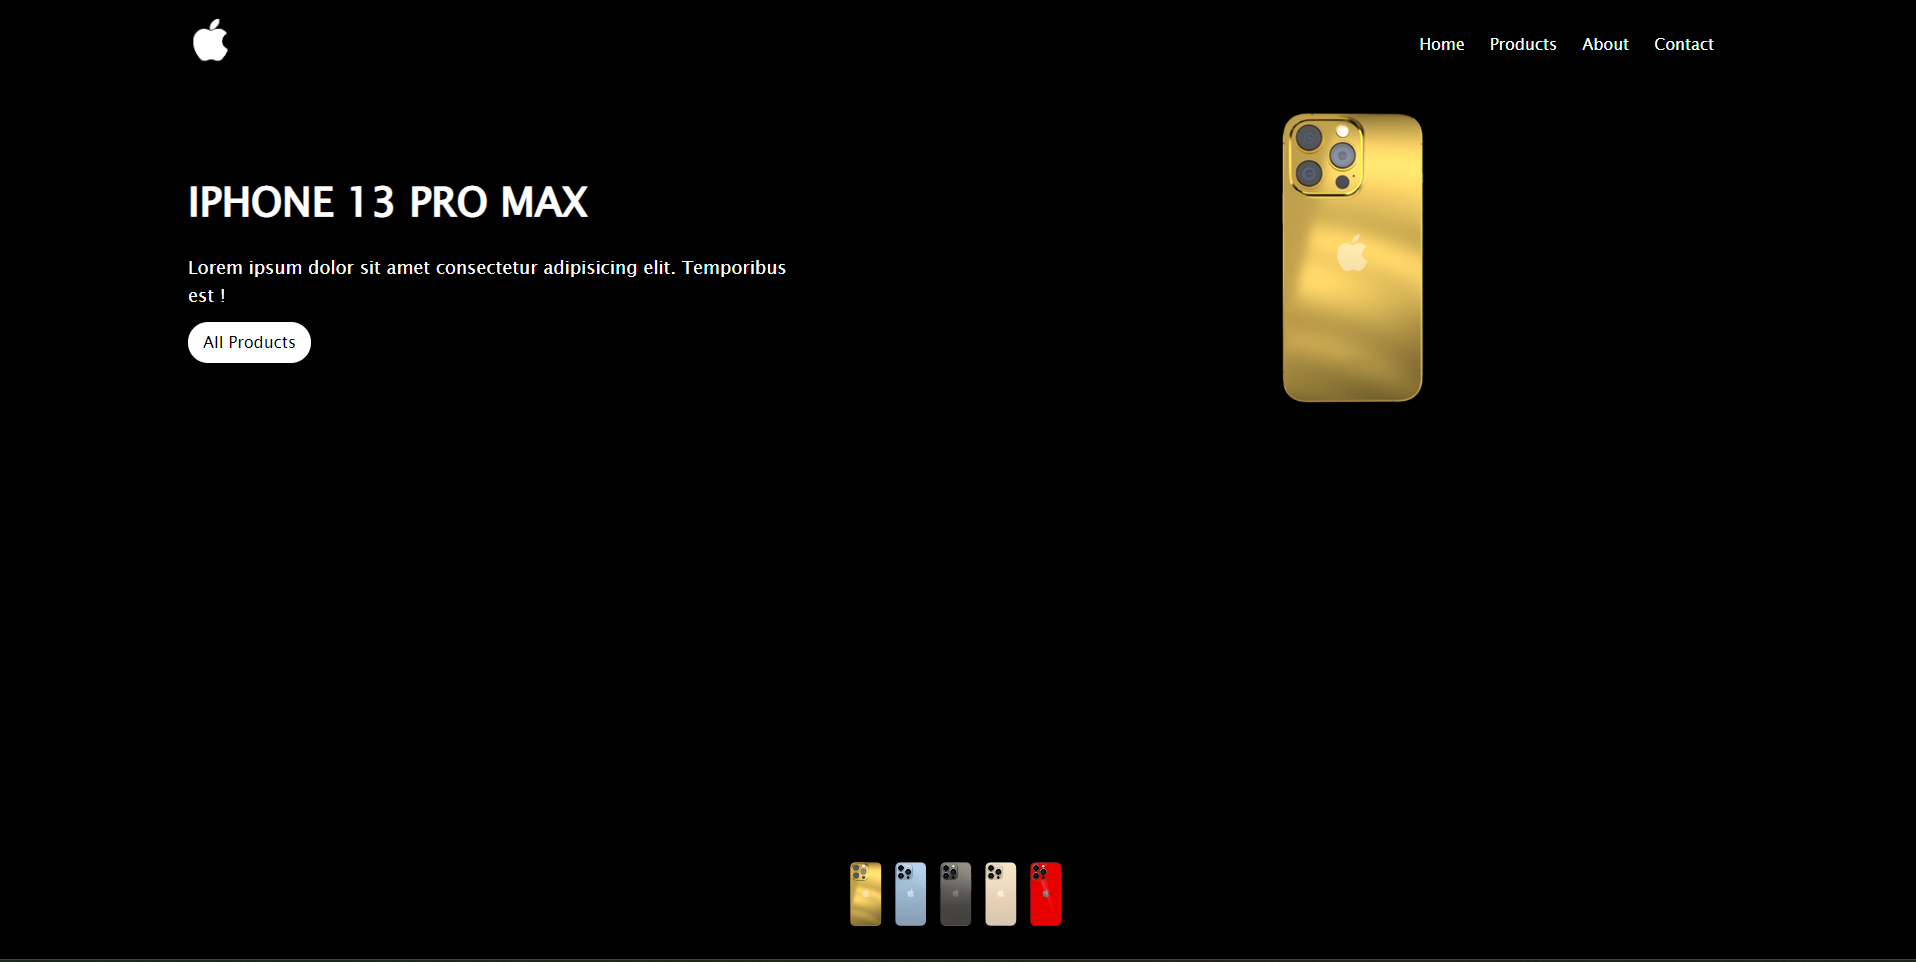 Home Products About Contact
IPHONE 13 PRO MAX
Lorem ipsum dolor sit amet consectetur adipisicing elit. Temporibus
est !
All Products